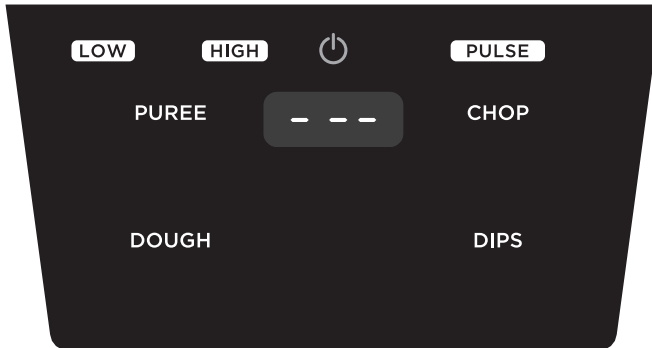 LOW HIGH PULSE
PUREE - -- CHOP
DOUGH DIPS